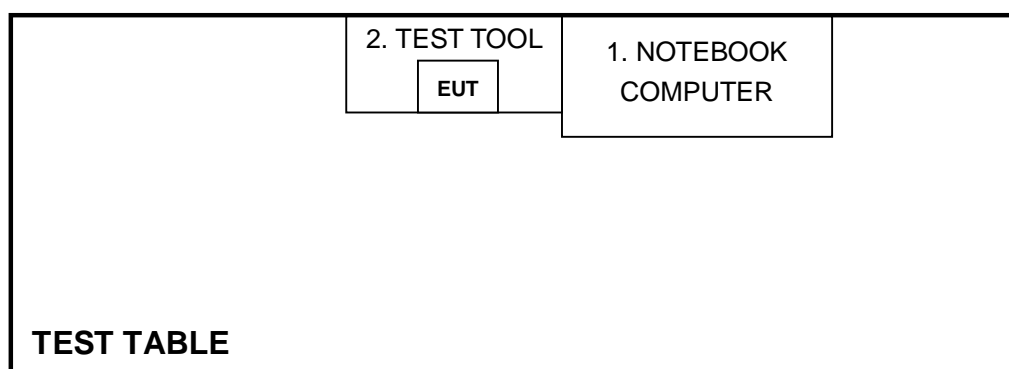 2. TEST TOOL
EUT
1. NOTEBOOK
COMPUTER
TEST TABLE